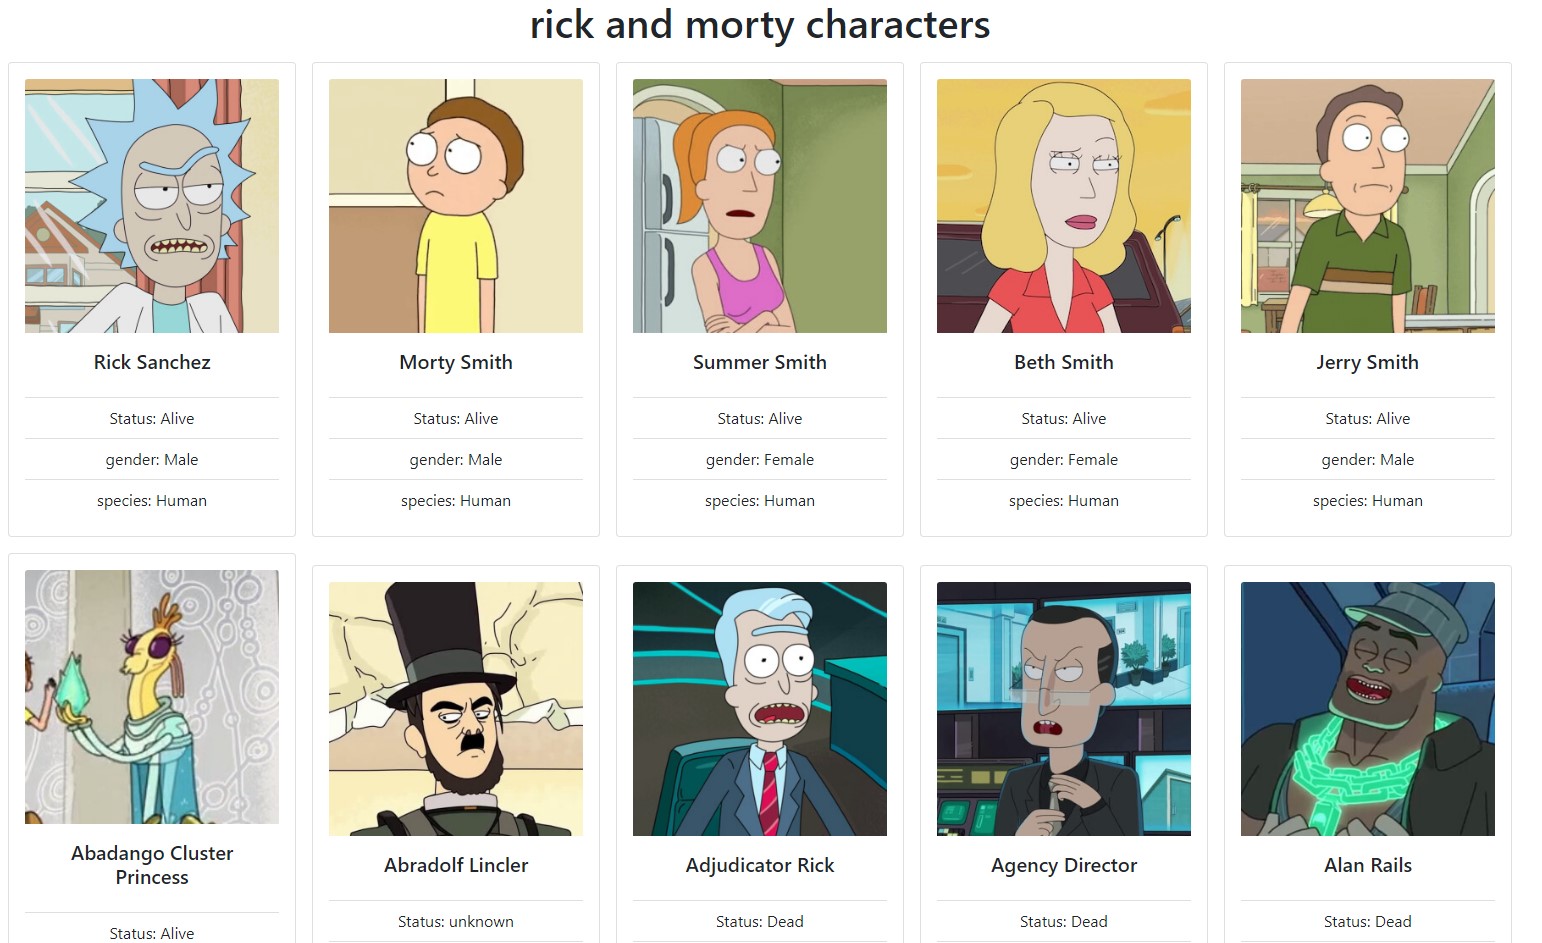 rick and morty characters
Rick Sanchez
Status: Alive
gender: Male
species: Human
Morty Smith
Status: Alive
gender: Male
species: Human
Summer Smith
Status: Alive
gender: Female
species: Human
Beth Smith
Status: Alive
gender: Female
species: Human
Jerry Smith
Status: Alive
gender: Male
species: Human
Abadango Cluster
Princess
Status: Alive
Abradolf Lincler
Status: unknown
Adjudicator Rick
Status: Dead
Agency Director
Status: Dead
Alan Rails
Status: Dead